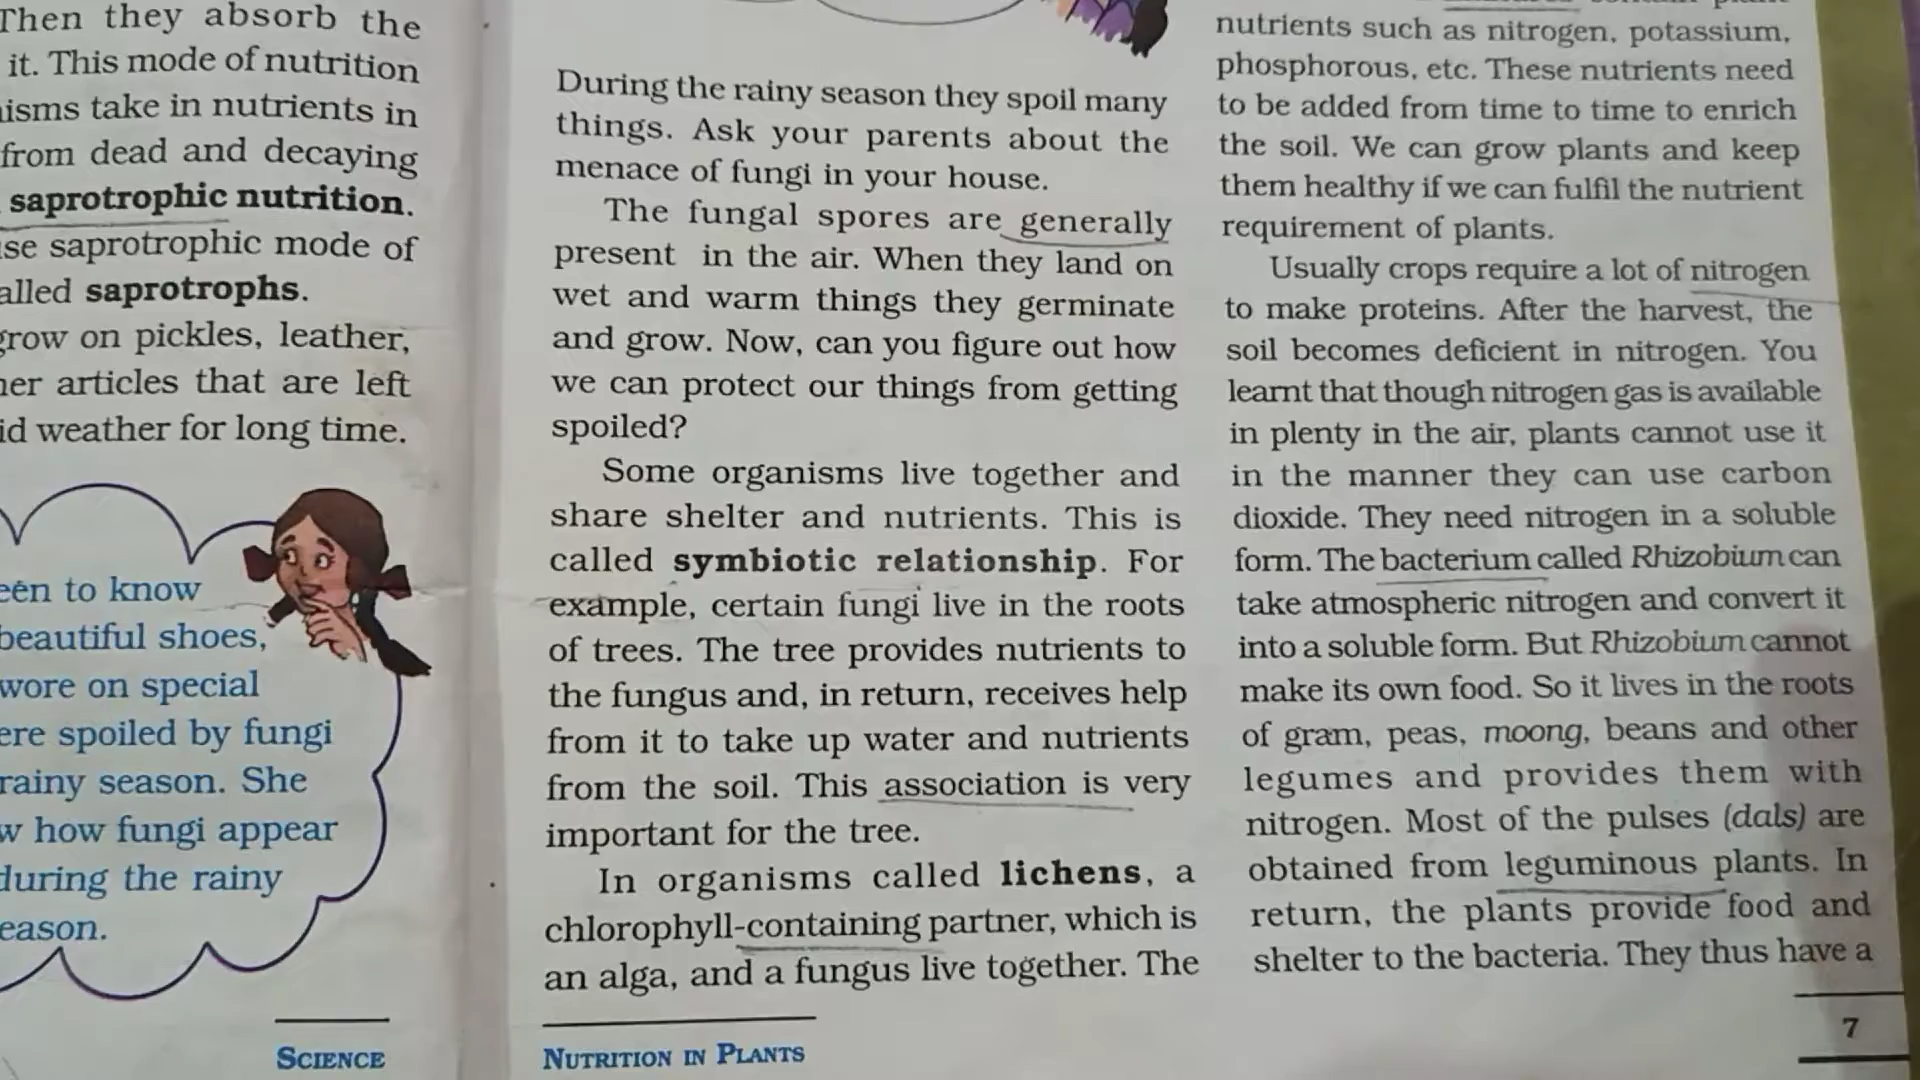 Then they absorb the
it. This mode of nutrition
take in nutrients in
from dead and decaying
saprotrophic nutrition.
saprotrophic mode of
saprotrophs.
on pickles, leather,
articles that are left
weather for long time.
to know
beautiful shoes,
wore on special
spoiled by fungi
rainy season. She
how fungi appear
during the rainy
SCIENCE
During the rainy season they spoil many
things. Ask your parents about the
menace of fungi in your house.
The fungal spores are generally
present in the air. When they land on
wet and warm things they germinate
and grow. Now, can you figure out how
we can protect our things from getting
spoiled?
Some organisms live together and
share shelter and nutrients. This is
called symbiotic relationship. For
example, certain fungi live in the roots
of trees. The tree provides nutrients to
the fungus and, in return, receives help
from it to take up water and nutrients
from the soil. This association is very
important for the tree.
In organisms called lichens, a
chlorophyll-containing partner, which is
an alga, and a fungus live together. The
NUTRITION IN PLANTS
nutrients such as nitrogen, potassium,
phosphorous, etc. These nutrients need
to be added from time to time to enrich
the soil. We can grow plants and keep
them healthy if we can fulfil the nutrient
requirement of plants.
Usually crops require a lot of nitrogen
to make proteins. After the harvest, the
soil becomes deficient in nitrogen. You
learnt that though nitrogen gas is available
in plenty in the air, plants cannot use it
in the manner they can use carbon
dioxide. They need nitrogen in a soluble
form. The bacterium called Rhizobium can
take atmospheric nitrogen and convert it
into a soluble form. But Rhizobium cannot
make its own food. So it lives in the roots
of gram, peas, moong, beans and other
legumes and provides them with
nitrogen. Most of the pulses (dals) are
obtained from leguminous plants. In
return, the plants provide food and
shelter to the bacteria. They thus have a
7